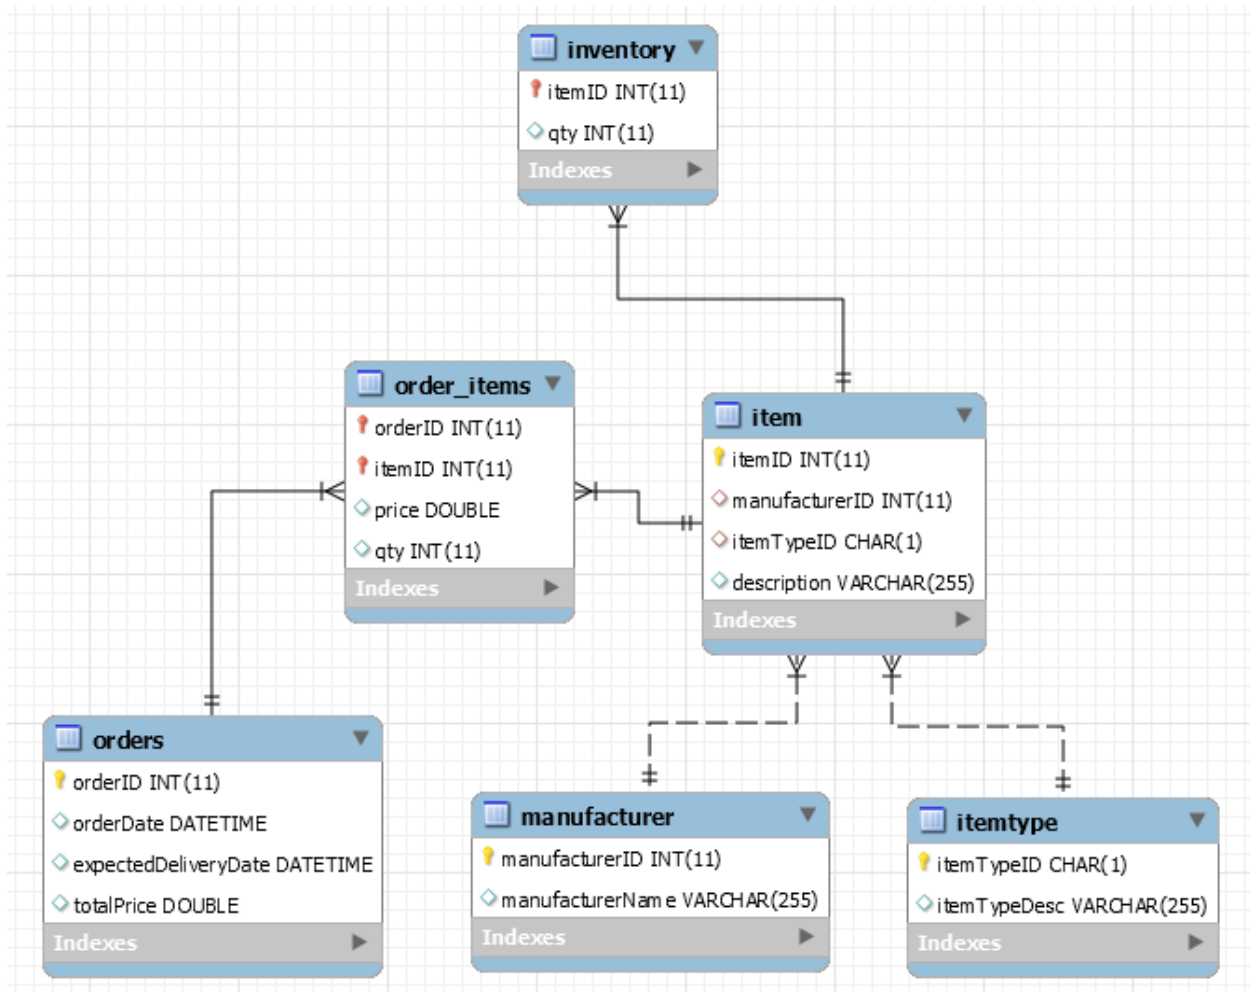 inventory
itemID INT(11)
qty INT(11)
Indexes
order_items
orderID INT(11)
itemID INT(11)
price DOUBLE
qty INT(11)
Indexes
item
itemID INT(11)
manufacturerID INT(11)
itemTypeID CHAR(1)
description VARCHAR(255)
Indexes
orders
orderID INT(11)
orderDate DATETIME
expectedDeliveryDate DATETIME
totalPrice DOUBLE
Indexes
manufacturer
manufacturerID INT(11)
manufacturerName VARCHAR(255)
Indexes
itemtype
itemTypeID CHAR(1)
itemTypeDesc VARCHAR(255)
Indexes